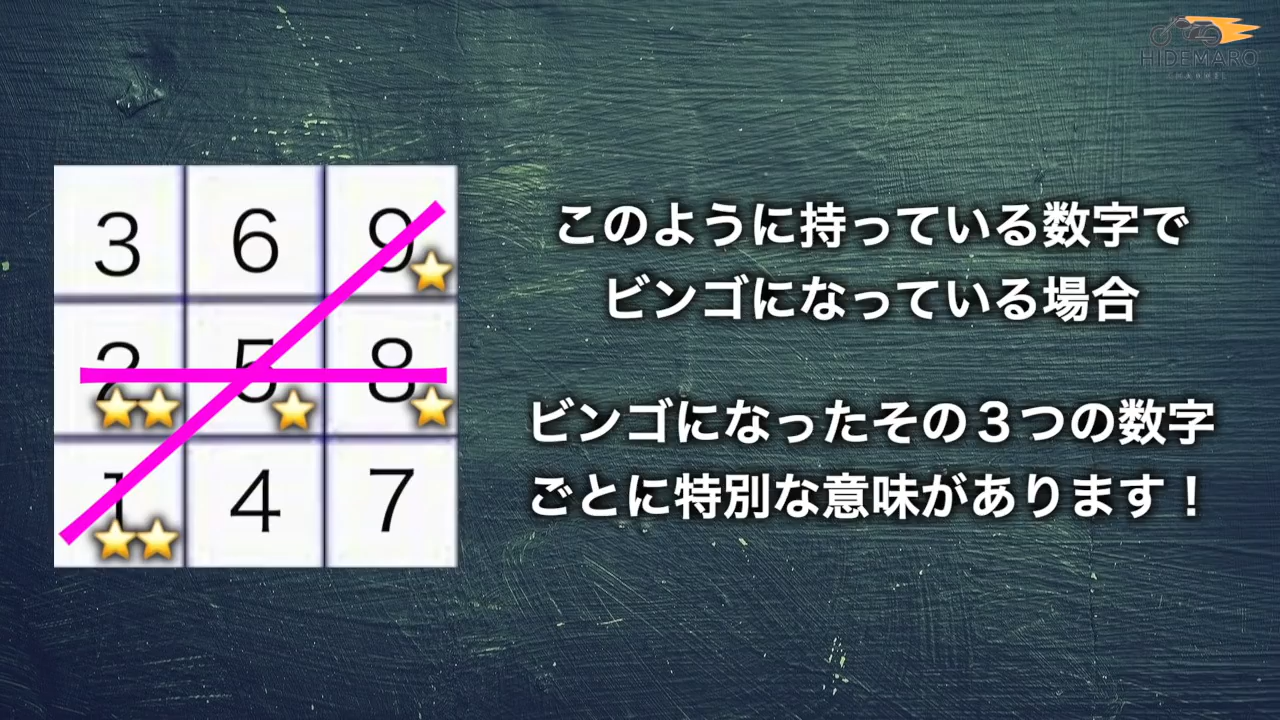 HIDEMARO
CHANNEL
3 6 9
2 5 8
1 4 7
このように持っている数字で
ビンゴになっている場合
ビンゴになったその３つの数字
ごとに特別な意味があります！